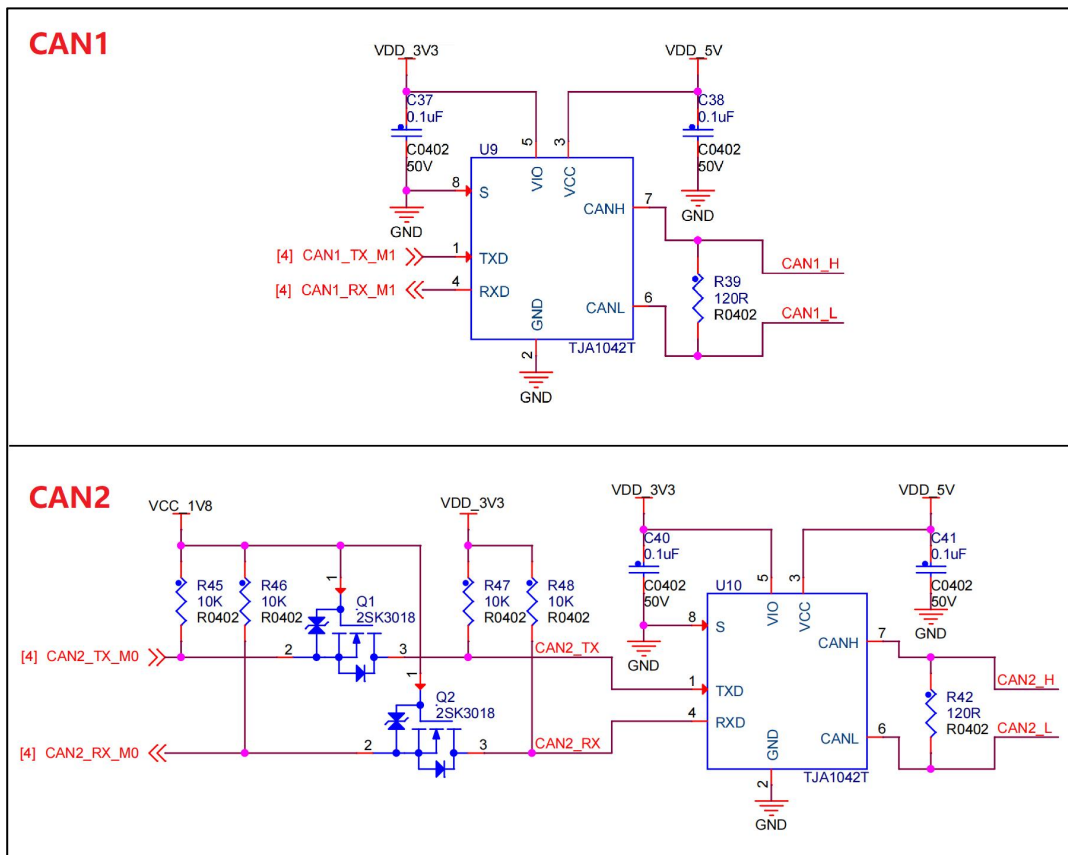 CAN1
VDD_3V3
VDD_5V
C37
0.1uF
C0402
50V
C38
0.1uF
C0402
50V
U9
5
3
VIO
VCC
8
S
GND
GND
CANH
7
[4] CAN1_TX_M1
1
TXD
[4] CAN1_RX_M1
4
RXD
CAN1_H
R39
120R
R0402
CANL
6
CAN1_L
GND
2
TJA1042T
GND
CAN2
VCC_1V8
VDD_3V3
VDD_3V3
VDD_5V
C40
0.1uF
C0402
50V
C41
0.1uF
C0402
50V
R45
10K
R0402
R46
10K
R0402
1
Q1
2SK3018
R47
10K
R0402
R48
10K
R0402
U10
5
3
VIO
VCC
8
S
GND
GND
CANH
7
[4] CAN2_TX_M0
2
3
CAN2_TX
1
TXD
CAN2_H
1
Q2
2SK3018
R42
120R
R0402
4
RXD
[4] CAN2_RX_M0
2
3
CAN2_RX
CANL
6
CAN2_L
GND
2
TJA1042T
GND